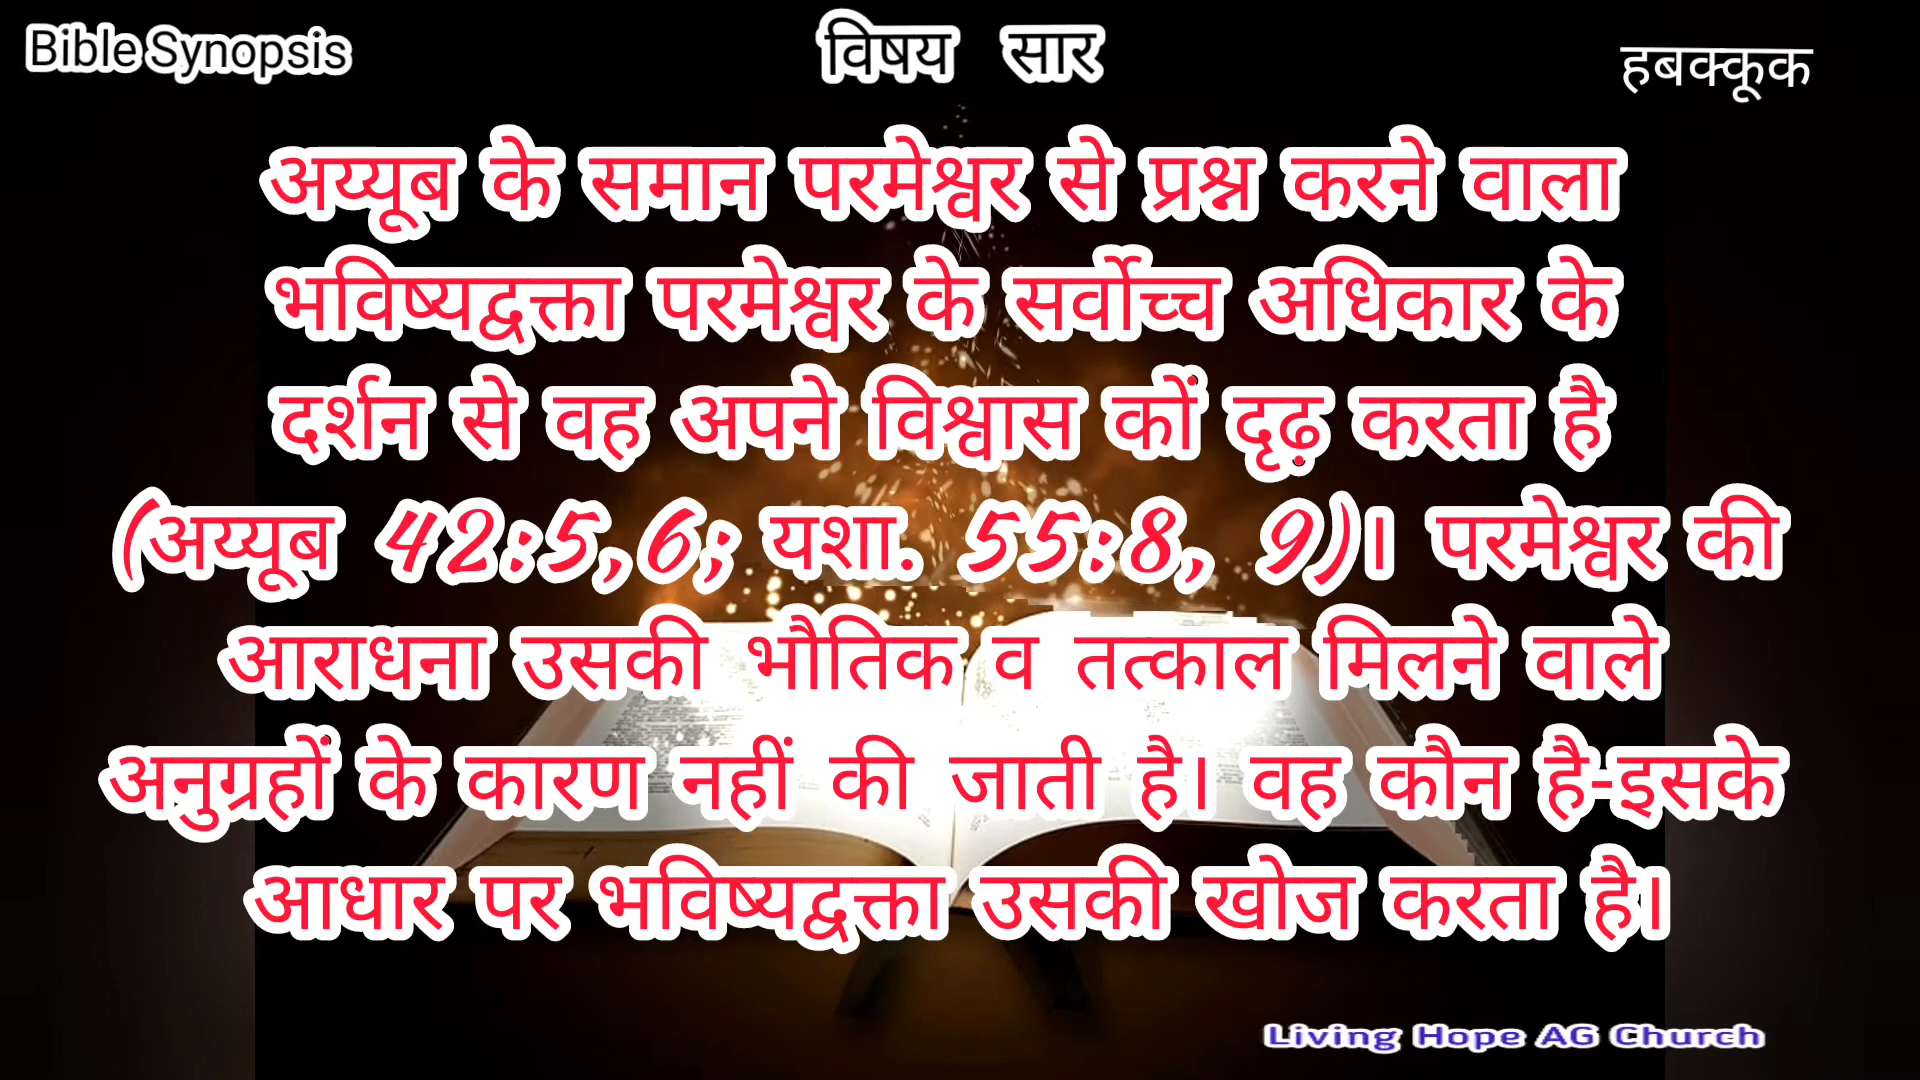 Bible Synopsis
विषय सार
हबक्कूक
अय्यूब के समान परमेश्वर से प्रश्न करने वाला
भविष्यद्वक्ता परमेश्वर के सर्वोच्च अधिकार के
दर्शन से वह अपने विश्वास कों दृढ़ करता है
(अय्यूब 42:5,6; यशा. 55:8, 9)। परमेश्वर की
आराधना उसकी भौतिक व तत्काल मिलने वाले
अनुग्रहों के कारण नहीं की जाती है। वह कौन है-इसके
आधार पर भविष्यद्वक्ता उसकी खोज करता है।
Living Hope AG Church